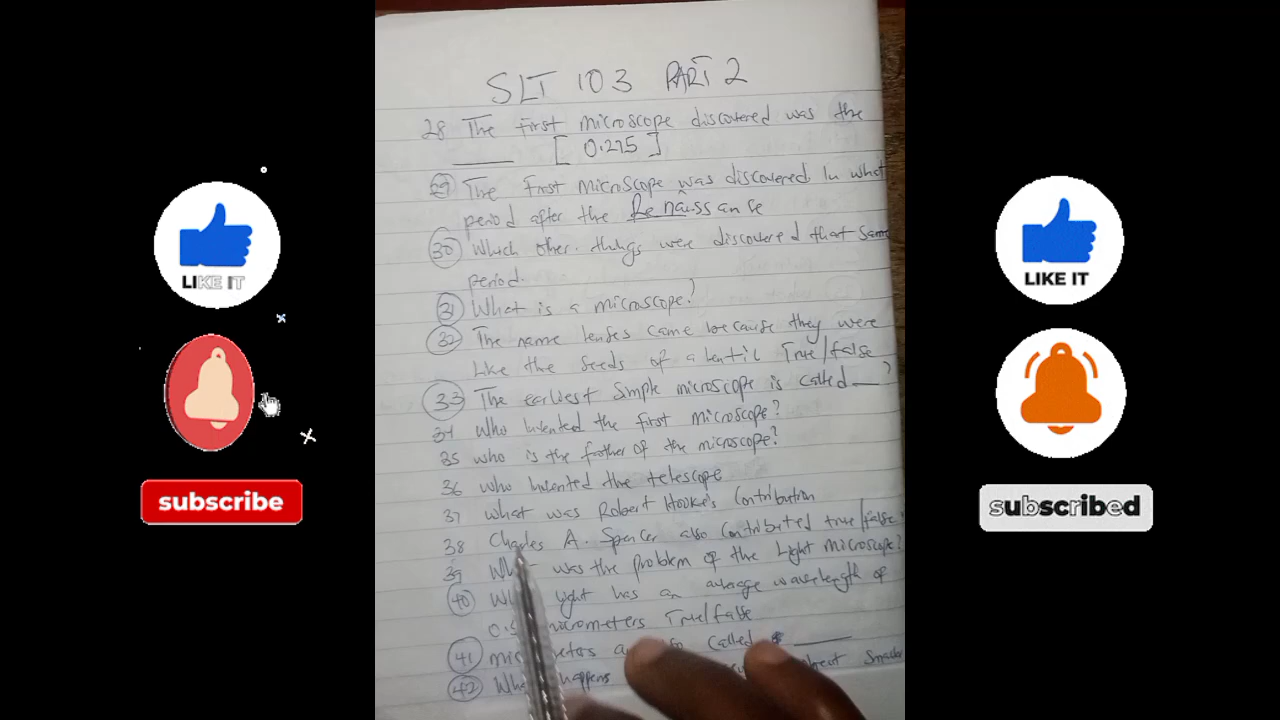 SLT 103 PART 2
28 The first microscope discovered was the
____ [ 0.275 ]
29 The First Microscope was discovered In what
period after the Renaussanse
30 Which other things were discovered that same
period.
31 What is a microscope?
32 The name lenses came because they were
like the seeds of a lentil True/false
33 The earliest simple microscope is called __?
34 Who invented the first microscope?
35 who is the father of the microscope?
36 who invented the telescope
37 What was Robert Hooke's Contribution
38 Charles A. Spencer also contributed true/false?
39 What was the problem of the Light microscope?
40 light has an average wavelength of
True/false
41 called ____
42 happens smaller
LIKE IT
subscribe
LIKE IT
subscribed